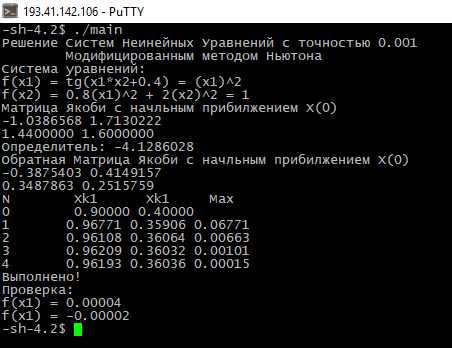 193.41.142.106 - PuTTY
-sh-4.2$ ./main
Решение Систем Неинейных Уравнений с точностью 0.001
Модифицированным методом Ньютона
Система уравнений:
f(x1) = tg(x1*x2+0.4) = (x1)^2
f(x2) = 0.8(x1)^2 + 2(x2)^2 = 1
Матрица Якоби с начльным прибилжением X(0)
-1.0386568 1.7130222
1.4400000 1.6000000
Определитель: -4.1286028
Обратная Матрица Якоби с начльным прибилжением X(0)
-0.3875403 0.4149157
0.3487863 0.2515759
N Xk1 Xk1 Max
0 0.90000 0.40000
1 0.96771 0.35906 0.06771
2 0.96108 0.36064 0.00663
3 0.96209 0.36032 0.00101
4 0.96193 0.36036 0.00015
Выполнено!
Проверка:
f(x1) = 0.00004
f(x1) = -0.00002
-sh-4.2$